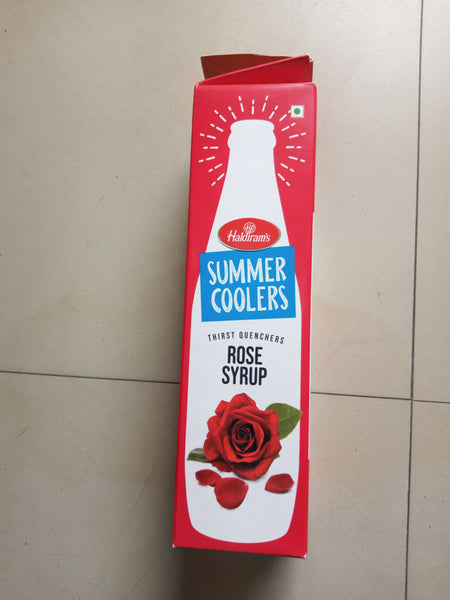 Haldiram's
SUMMER
COOLERS
THIRST QUENCHERS
ROSE
SYRUP